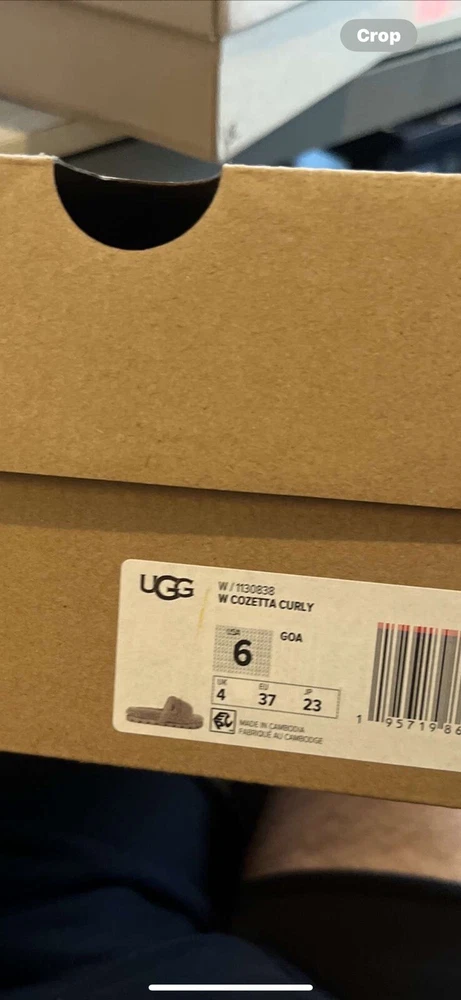 Crop
UGG
W / 1130838
W COZETTA CURLY
USA
6
GOA
UK
4
EU
37
JP
23
MADE IN CAMBODIA
FABRIQUÉ AU CAMBODGE
1 95719 86